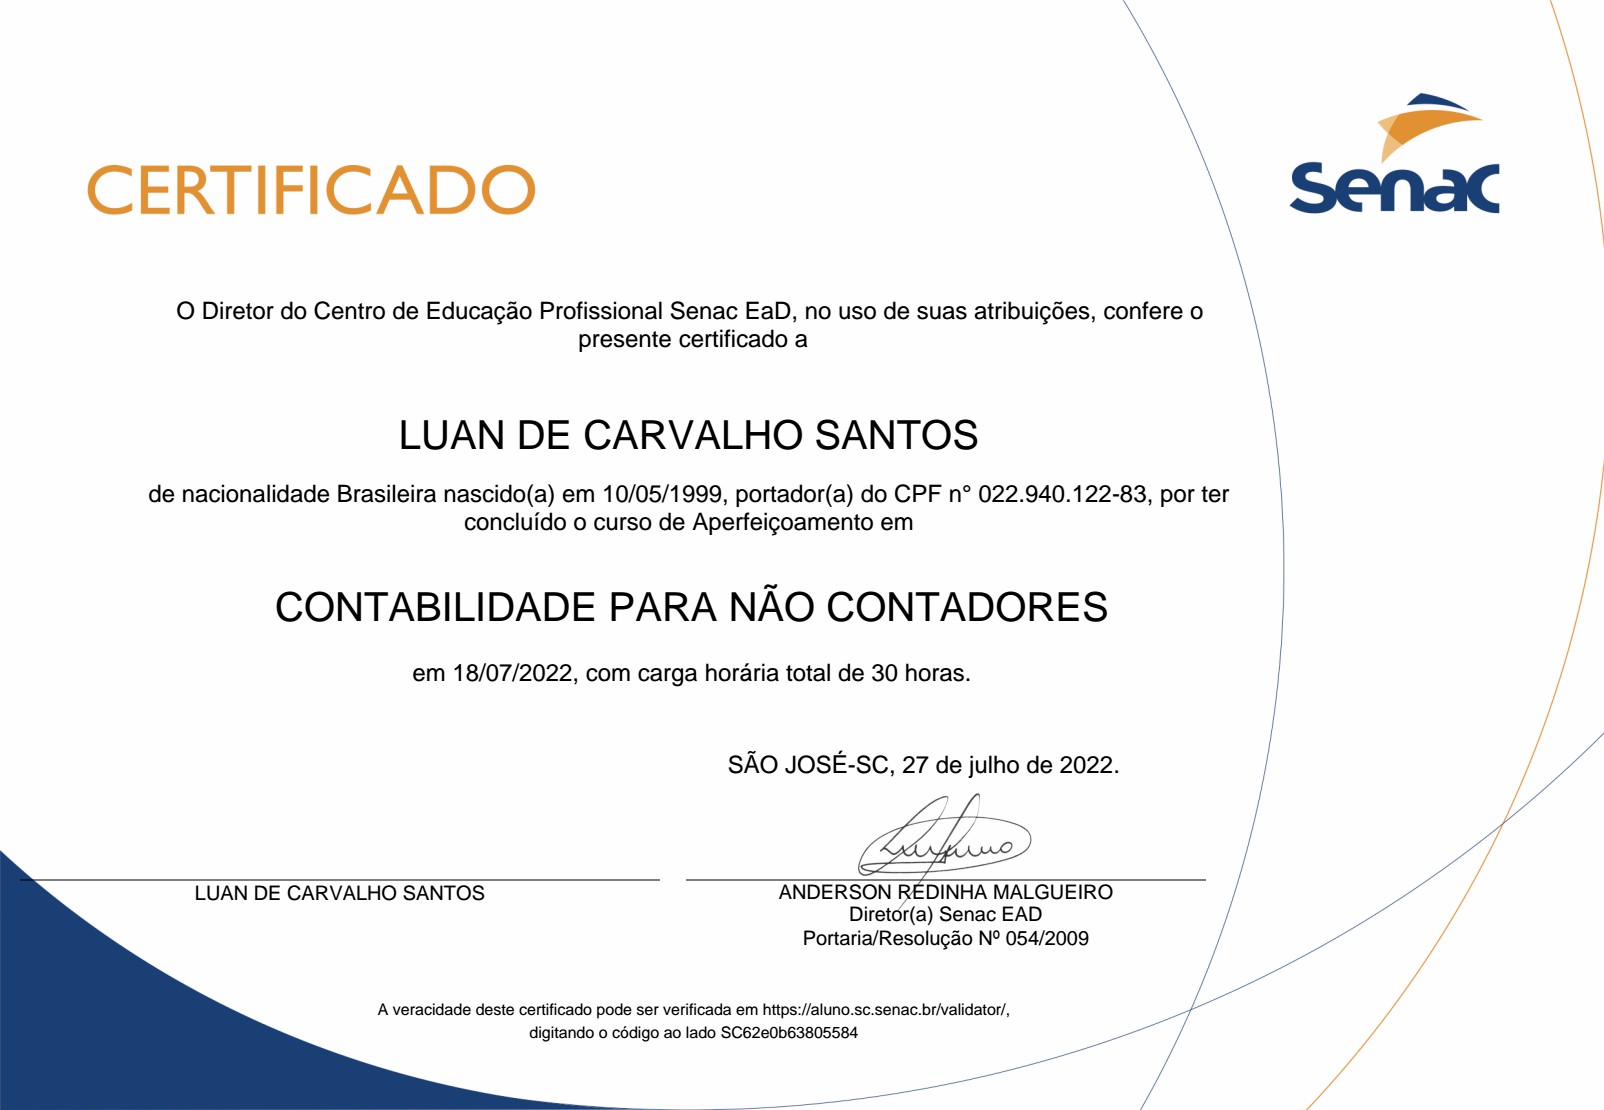 CERTIFICADO
Senac
O Diretor do Centro de Educação Profissional Senac EaD, no uso de suas atribuições, confere o
presente certificado a
LUAN DE CARVALHO SANTOS
de nacionalidade Brasileira nascido(a) em 10/05/1999, portador(a) do CPF n° 022.940.122-83, por ter
concluído o curso de Aperfeiçoamento em
CONTABILIDADE PARA NÃO CONTADORES
em 18/07/2022, com carga horária total de 30 horas.
SÃO JOSÉ-SC, 27 de julho de 2022.
LUAN DE CARVALHO SANTOS
ANDERSON REDINHA MALGUEIRO
Diretor(a) Senac EAD
Portaria/Resolução Nº 054/2009
A veracidade deste certificado pode ser verificada em https://aluno.sc.senac.br/validator/,
digitando o código ao lado SC62e0b63805584